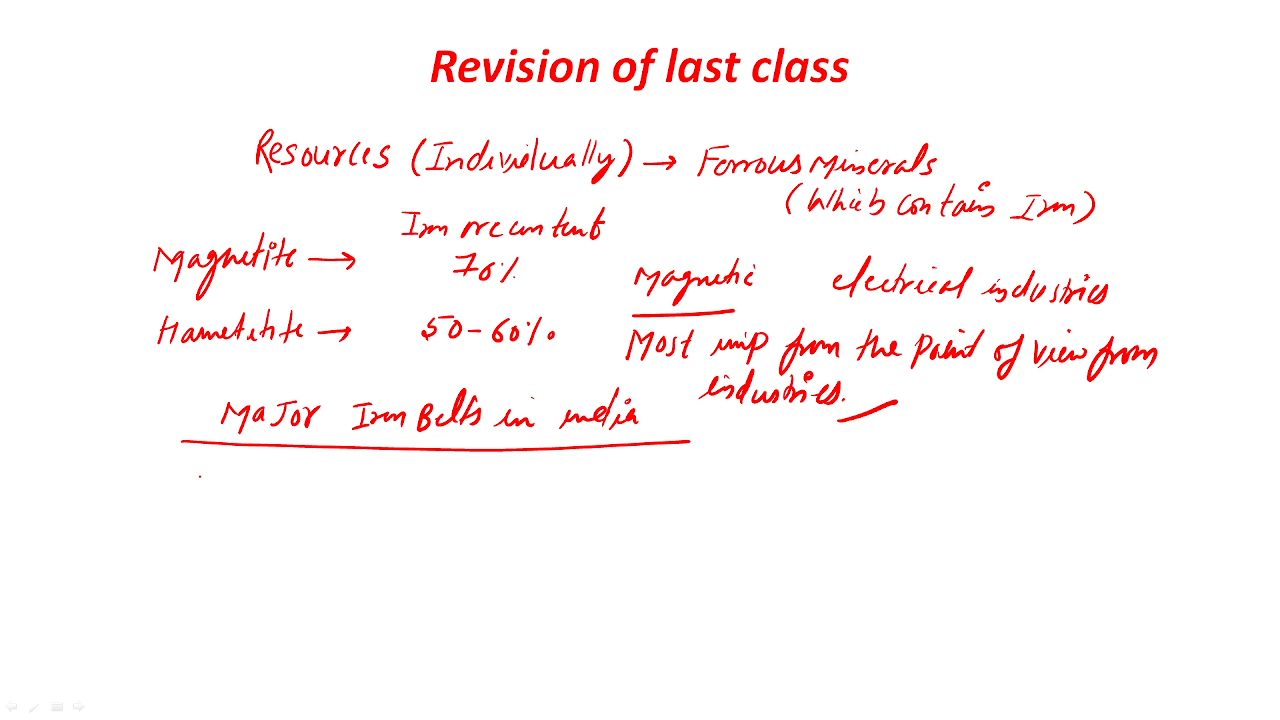 Revision of last class
Resources (Individually) → Ferrous Minerals
(Which contains Iron)
Iron ore content
Magnetite → 70%
Magnetic electrical industries
Hametitite → 50-60%
Most imp from the point of view from
industries.
Major Iron Belts in india